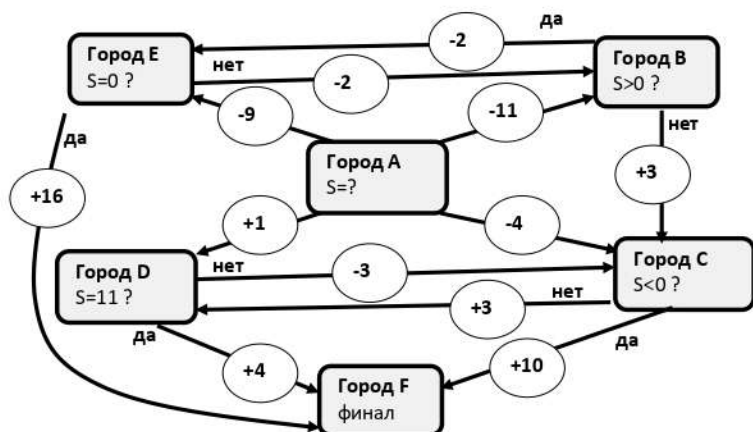 да
-2
Город E
S=0 ?
нет
-2
Город B
S>0 ?
-9
-11
да
нет
Город A
S=?
+16
+3
+1
-4
Город D
S=11 ?
нет
-3
Город C
S<0 ?
+3
нет
да
+4
+10
да
Город F
финал